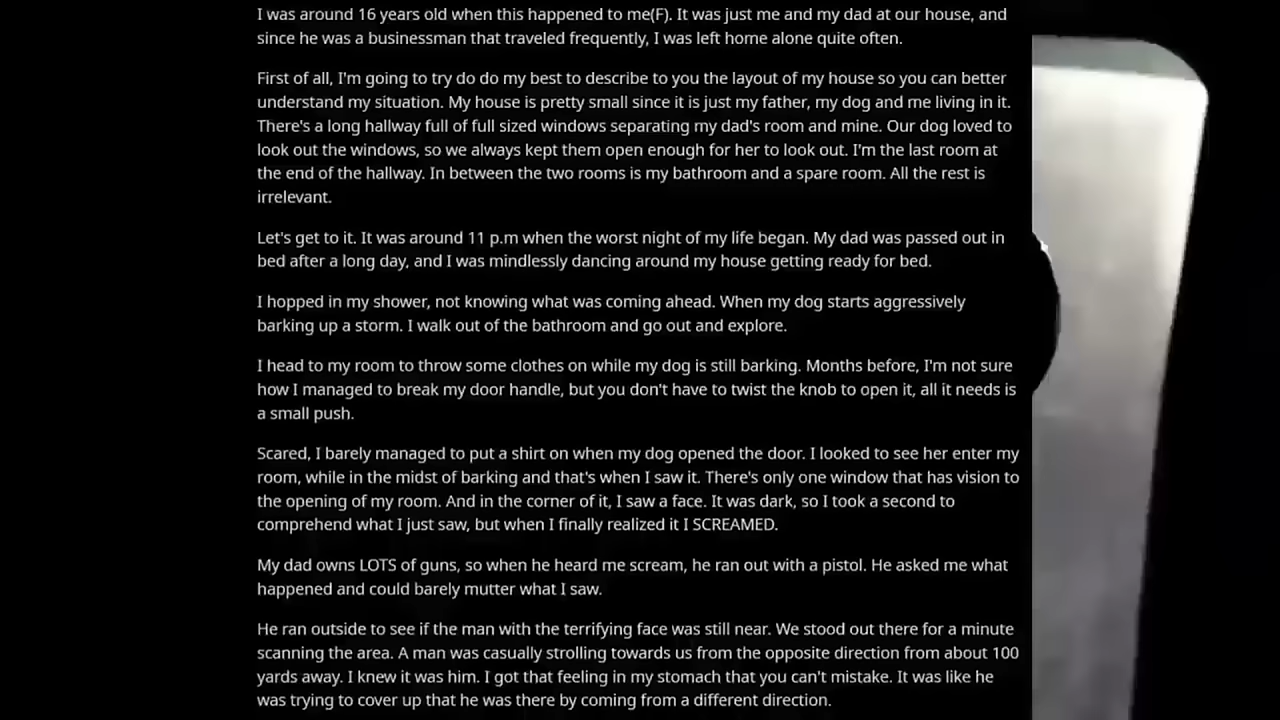 I was around 16 years old when this happened to me(F). It was just me and my dad at our house, and
since he was a businessman that traveled frequently, I was left home alone quite often.
First of all, I'm going to try do do my best to describe to you the layout of my house so you can better
understand my situation. My house is pretty small since it is just my father, my dog and me living in it.
There's a long hallway full of full sized windows separating my dad's room and mine. Our dog loved to
look out the windows, so we always kept them open enough for her to look out. I'm the last room at
the end of the hallway. In between the two rooms is my bathroom and a spare room. All the rest is
irrelevant.
Let's get to it. It was around 11 p.m when the worst night of my life began. My dad was passed out in
bed after a long day, and I was mindlessly dancing around my house getting ready for bed.
I hopped in my shower, not knowing what was coming ahead. When my dog starts aggressively
barking up a storm. I walk out of the bathroom and go out and explore.
I head to my room to throw some clothes on while my dog is still barking. Months before, I'm not sure
how I managed to break my door handle, but you don't have to twist the knob to open it, all it needs is
a small push.
Scared, I barely managed to put a shirt on when my dog opened the door. I looked to see her enter my
room, while in the midst of barking and that's when I saw it. There's only one window that has vision to
the opening of my room. And in the corner of it, I saw a face. It was dark, so I took a second to
comprehend what I just saw, but when I finally realized it I SCREAMED.
My dad owns LOTS of guns, so when he heard me scream, he ran out with a pistol. He asked me what
happened and could barely mutter what I saw.
He ran outside to see if the man with the terrifying face was still near. We stood out there for a minute
scanning the area. A man was casually strolling towards us from the opposite direction from about 100
yards away. I knew it was him. I got that feeling in my stomach that you can't mistake. It was like he
was trying to cover up that he was there by coming from a different direction.